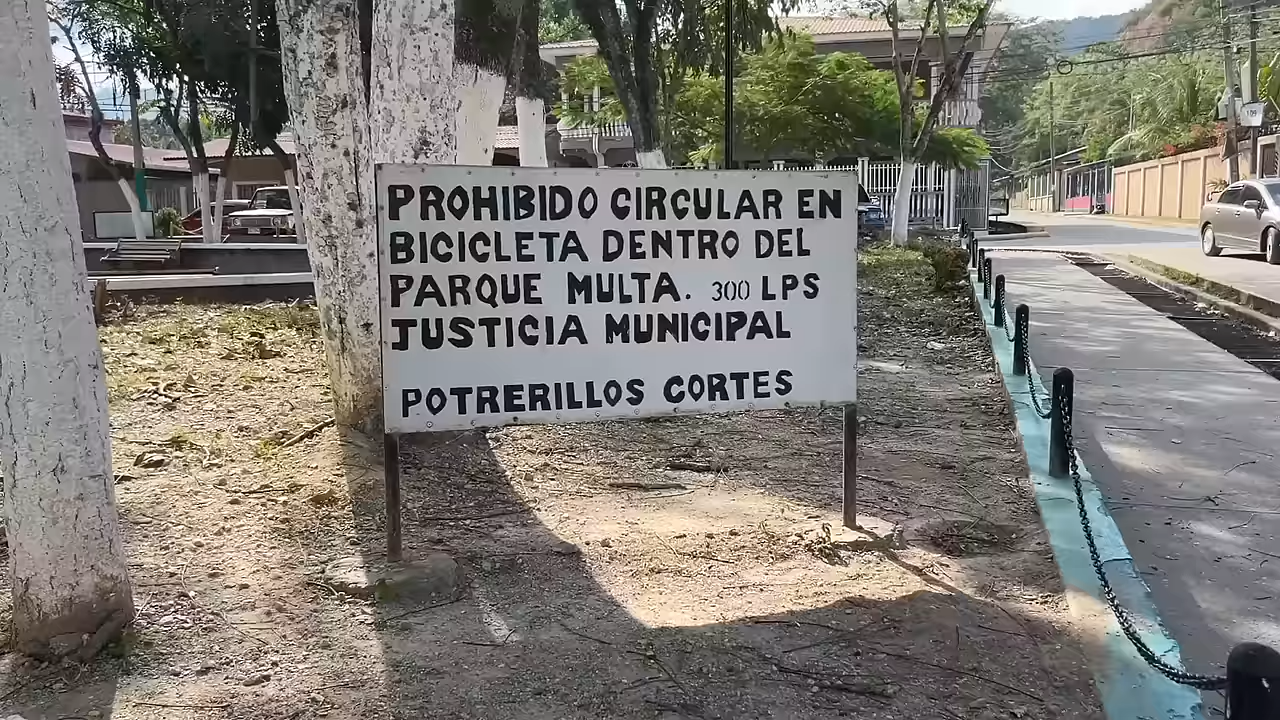 PROHIBIDO CIRCULAR EN
BICICLETA DENTRO DEL
PARQUE MULTA. 300 LPS
JUSTICIA MUNICIPAL
POTRERILLOS CORTES